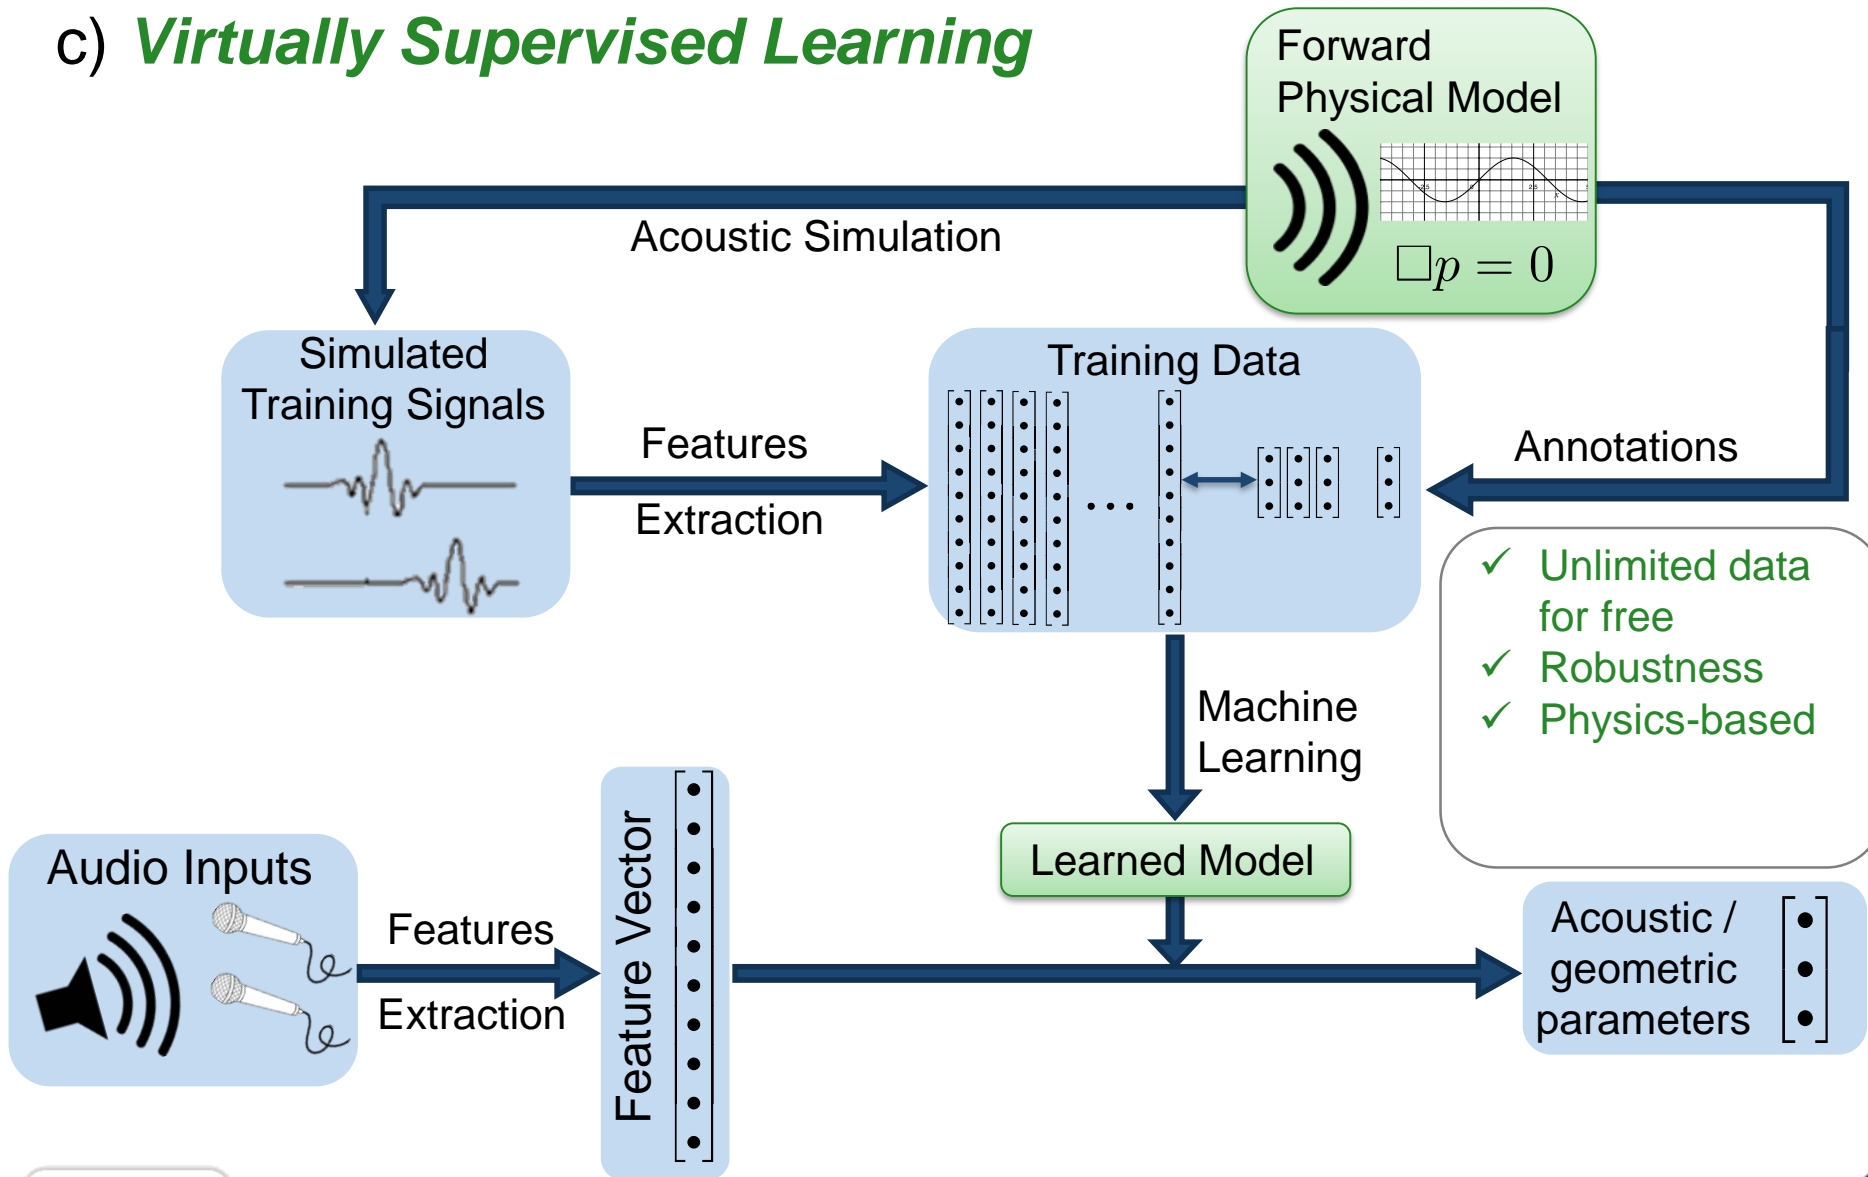 c) Virtually Supervised Learning
Forward
Physical Model
□p = 0
Acoustic Simulation
Simulated
Training Signals
Features
Extraction
Training Data
...
Annotations
✓ Unlimited data
for free
✓ Robustness
✓ Physics-based
Machine
Learning
Learned Model
Audio Inputs
Features
Extraction
Feature Vector
Acoustic /
geometric
parameters